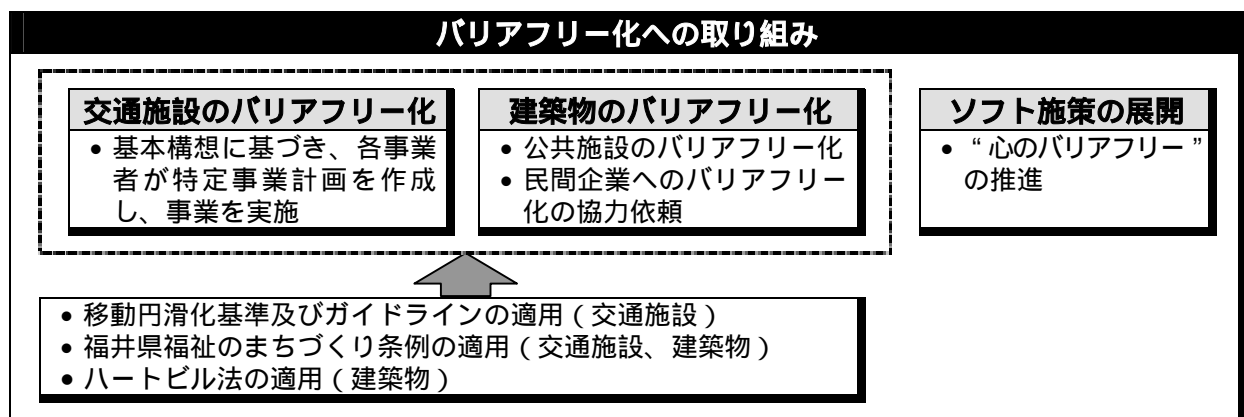 バリアフリー化への取り組み
交通施設のバリアフリー化
• 基本構想に基づき、各事業
者が特定事業計画を作成
し、事業を実施
建築物のバリアフリー化
• 公共施設のバリアフリー化
• 民間企業へのバリアフリー
化の協力依頼
ソフト施策の展開
• “心のバリアフリー”
の推進
• 移動円滑化基準及びガイドラインの適用（交通施設）
• 福井県福祉のまちづくり条例の適用（交通施設、建築物）
• ハートビル法の適用（建築物）